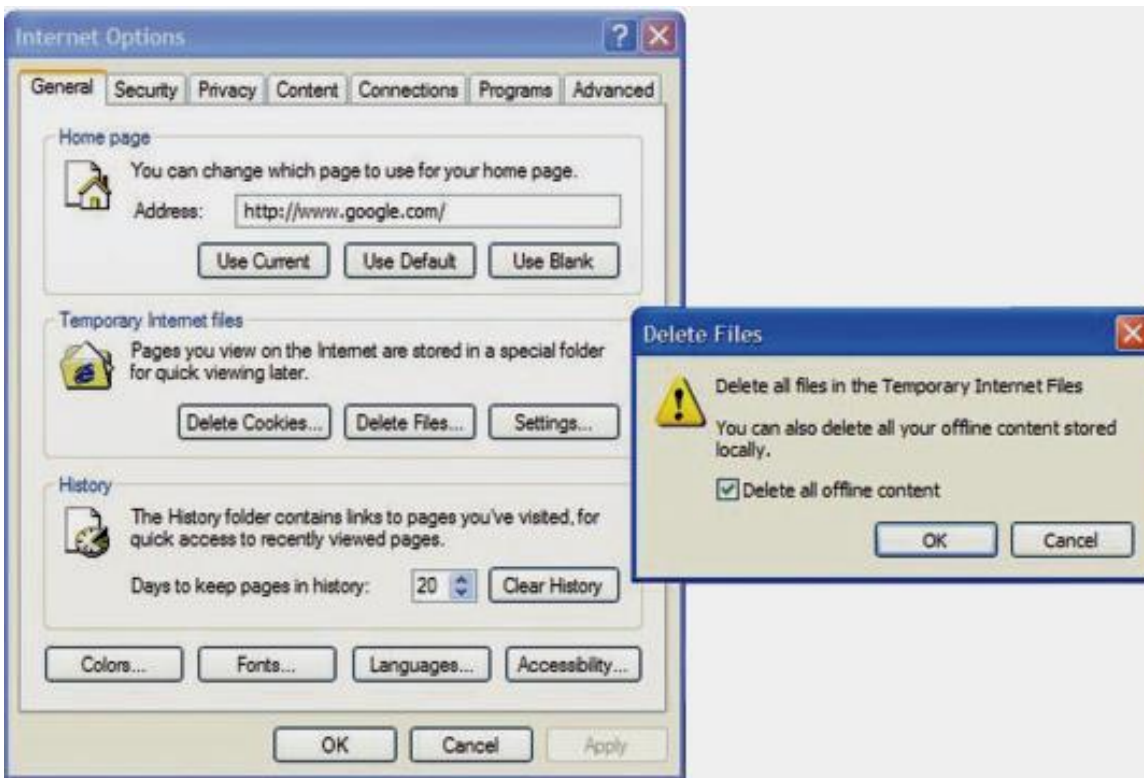 Internet Options
General Security Privacy Content Connections Programs Advanced
Home page
You can change which page to use for your home page.
Address: http://www.google.com/
Use Current Use Default Use Blank
Temporary Internet files
Pages you view on the Internet are stored in a special folder
for quick viewing later.
Delete Cookies... Delete Files... Settings...
History
The History folder contains links to pages you've visited, for
quick access to recently viewed pages.
Days to keep pages in history: 20 Clear History
Colors... Fonts... Languages... Accessibility...
OK Cancel Apply
Delete Files
Delete all files in the Temporary Internet Files
You can also delete all your offline content stored
locally.
Delete all offline content
OK Cancel